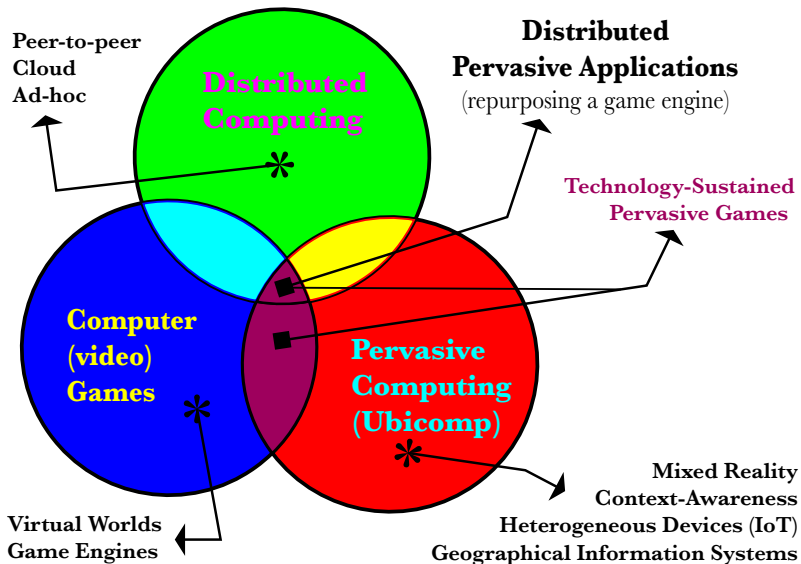 Peer-to-peer
Cloud
Ad-hoc
Distributed
Computing
Distributed
Pervasive Applications
(repurposing a game engine)
Technology-Sustained
Pervasive Games
Computer
(video)
Games
Pervasive
Computing
(Ubicomp)
Virtual Worlds
Game Engines
Mixed Reality
Context-Awareness
Heterogeneous Devices (IoT)
Geographical Information Systems